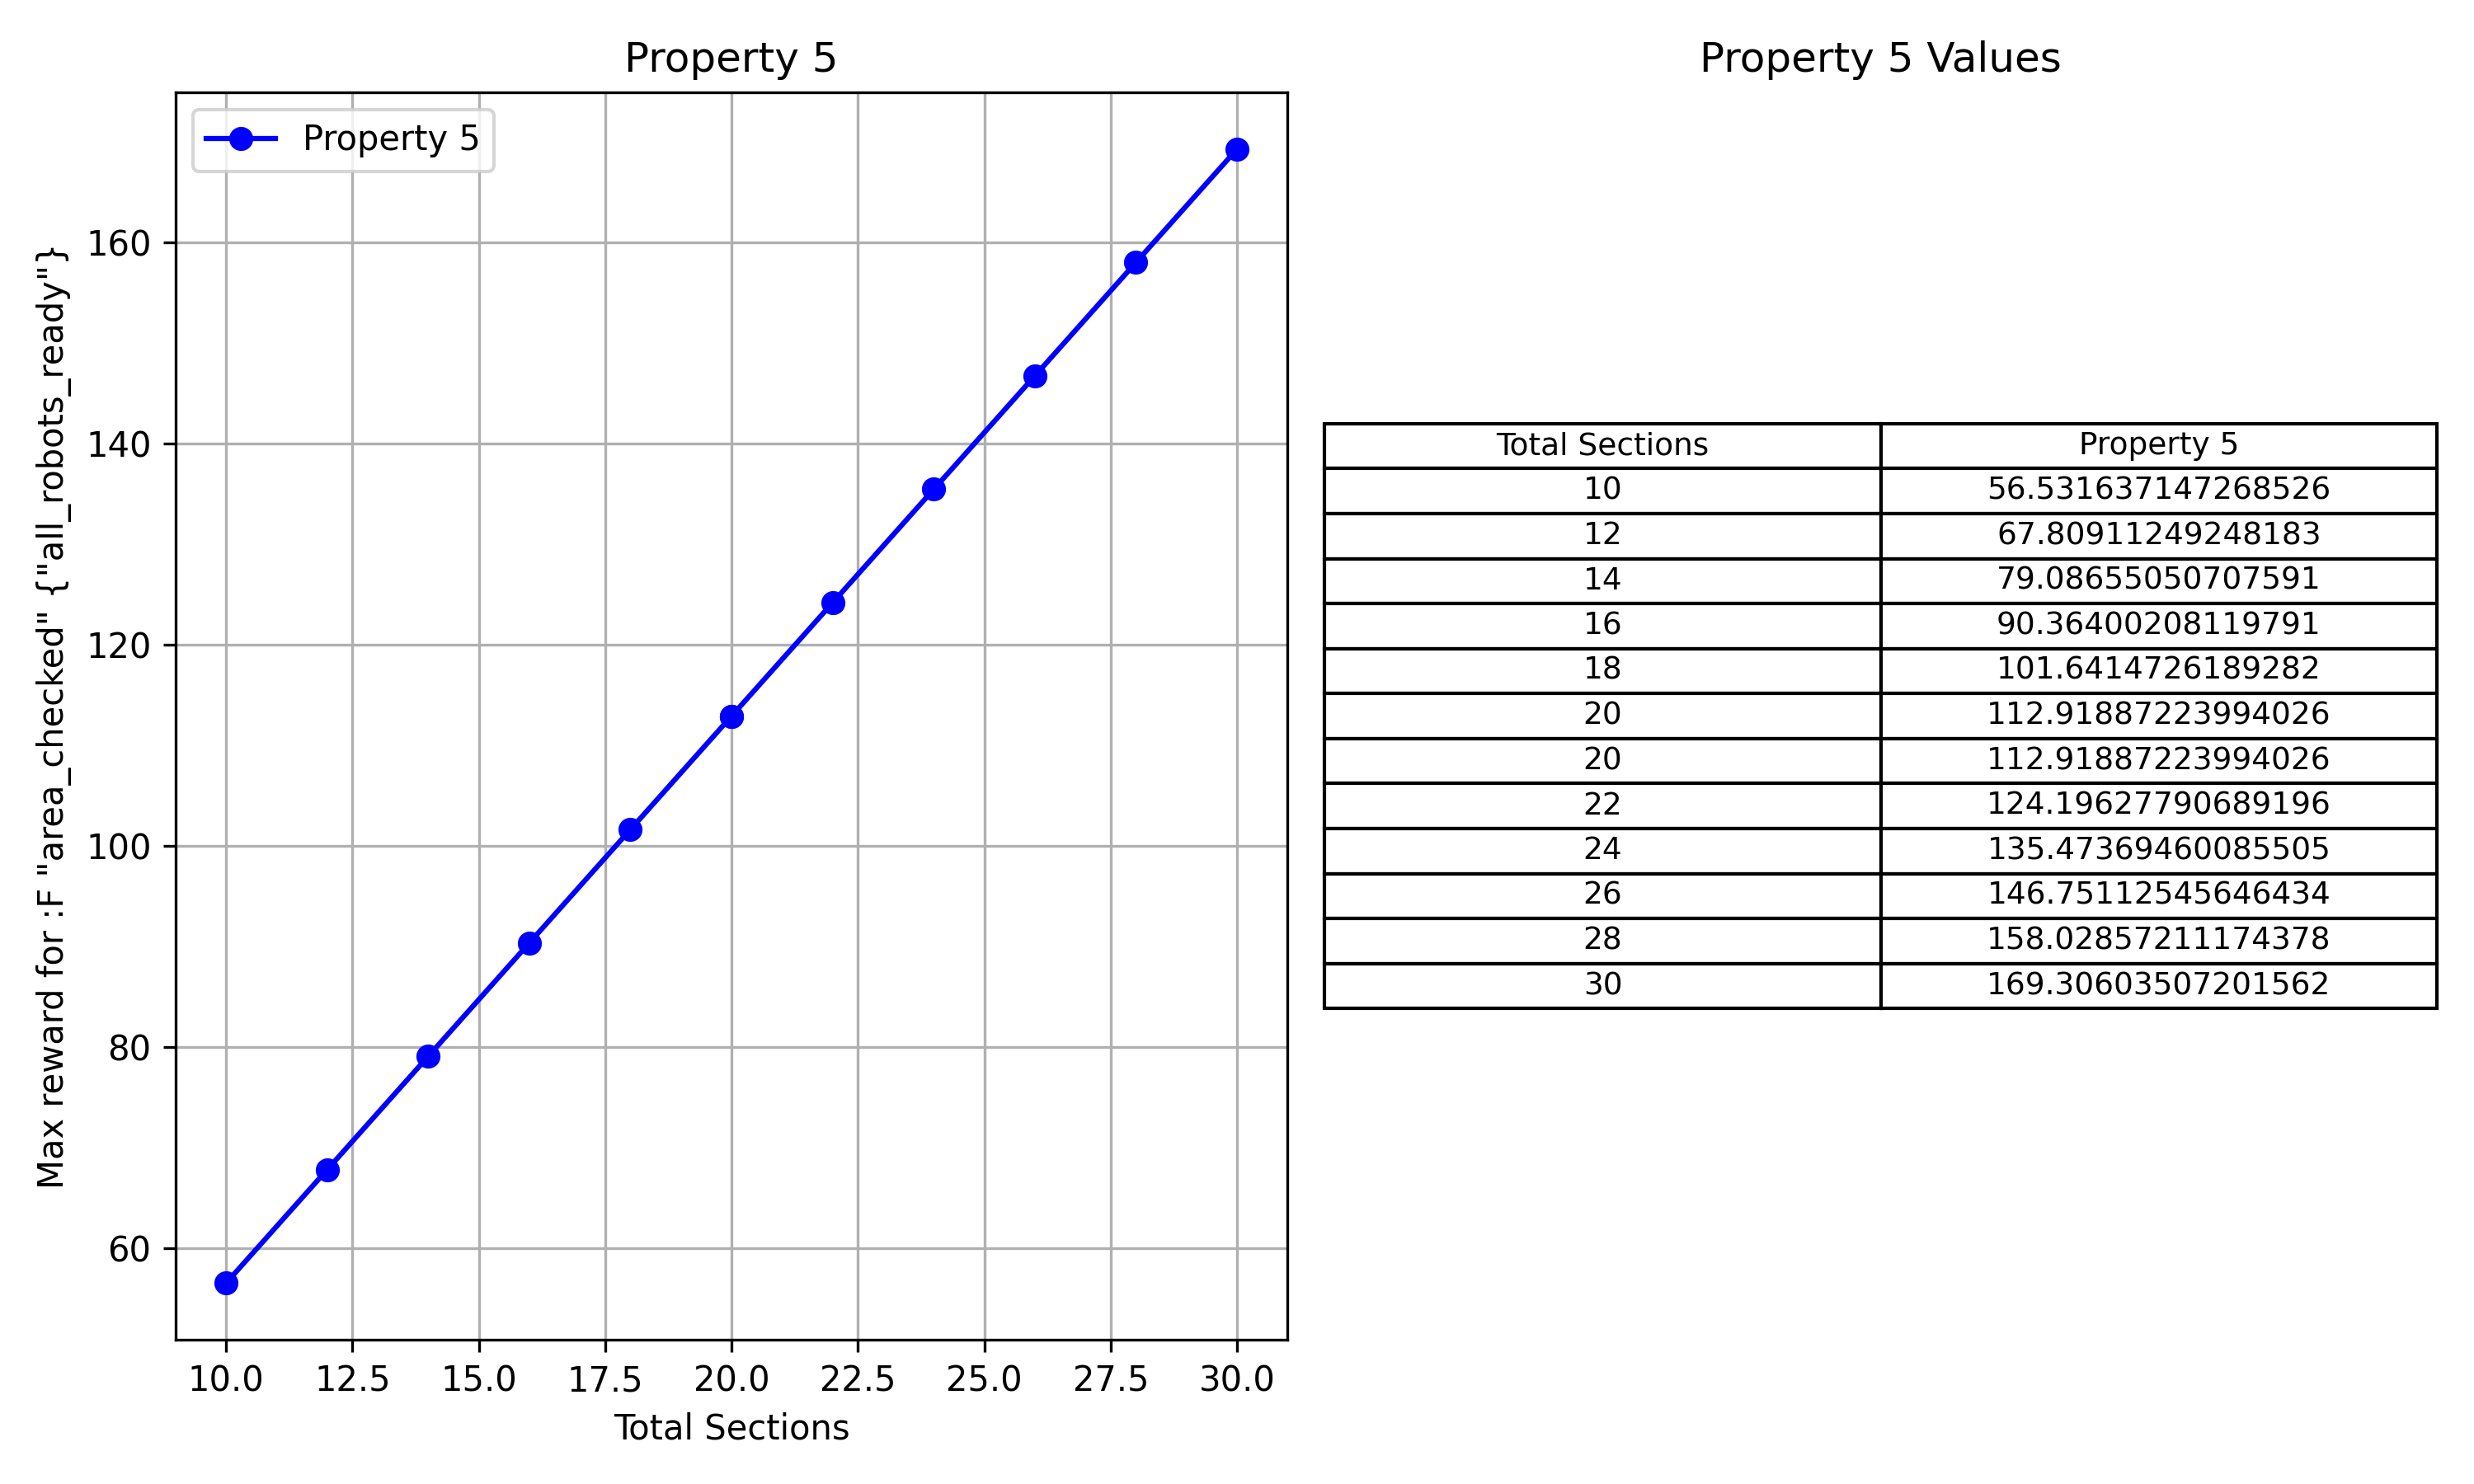 Property 5
Property 5
Max reward for :F "area_checked" {"all_robots_ready"}
160
140
120
100
80
60
10.0 12.5 15.0 17.5 20.0 22.5 25.0 27.5 30.0
Total Sections
Property 5 Values
Total Sections Property 5
10 56.531637147268526
12 67.80911249248183
14 79.08655050707591
16 90.36400208119791
18 101.6414726189282
20 112.91887223994026
20 112.91887223994026
22 124.19627790689196
24 135.47369460085505
26 146.75112545646434
28 158.02857211174378
30 169.30603507201562